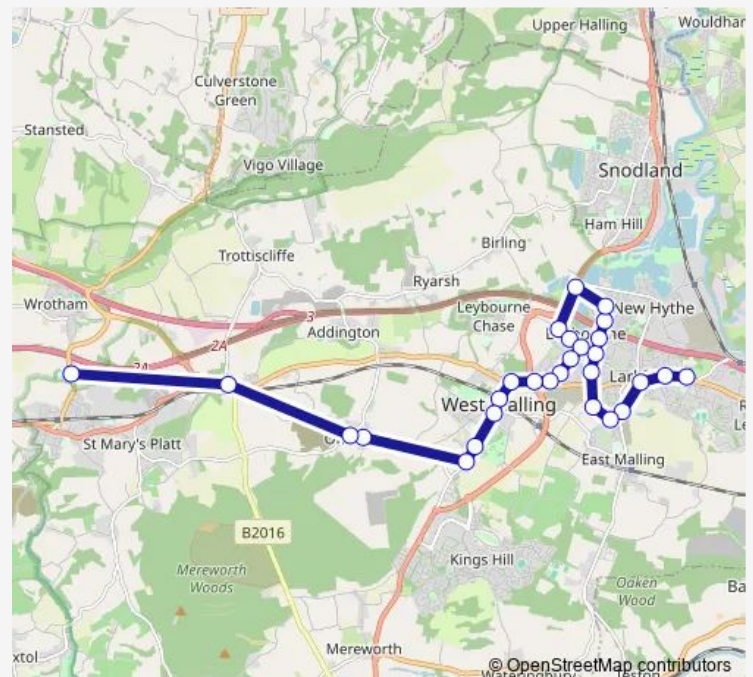 Upper Halling
Culverstone
Green
Stansted
Vigo Village
Snodland
Ham Hill
Trottiscliffe
Birling
Ryarsh
Wrotham
Leybourne
Chase
New Hythe
3
Addington
2A
2A
West Malling
St Mary's Platt
East Malling
B2016
Kings Hill
Mereworth
Woods
Oaken
Wood
Mereworth
© OpenStreetMap contributors